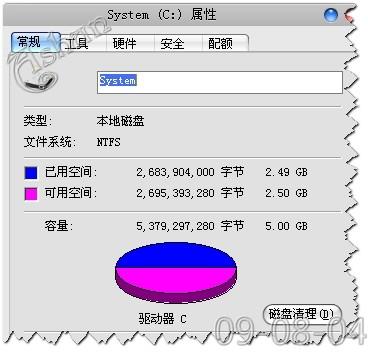 System (C:) 属性
常规 工具 硬件 安全 配额
Ashun
System
类型: 本地磁盘
文件系统: NTFS
已用空间: 2,683,904,000 字节 2.49 GB
可用空间: 2,695,393,280 字节 2.50 GB
容量: 5,379,297,280 字节 5.00 GB
驱动器 C
磁盘清理(D)
09-08-04